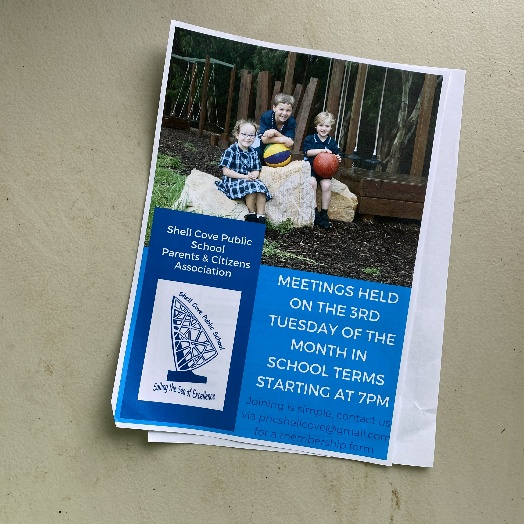 Shell Cove Public
School
Parents & Citizens
Association
Shell Cove Public School
Sailing the Sea of Excellence
MEETINGS HELD
ON THE 3RD
TUESDAY OF THE
MONTH IN
SCHOOL TERMS
STARTING AT 7PM
Joining is simple, contact us
via pncshellcove@gmail.com
for a membership form